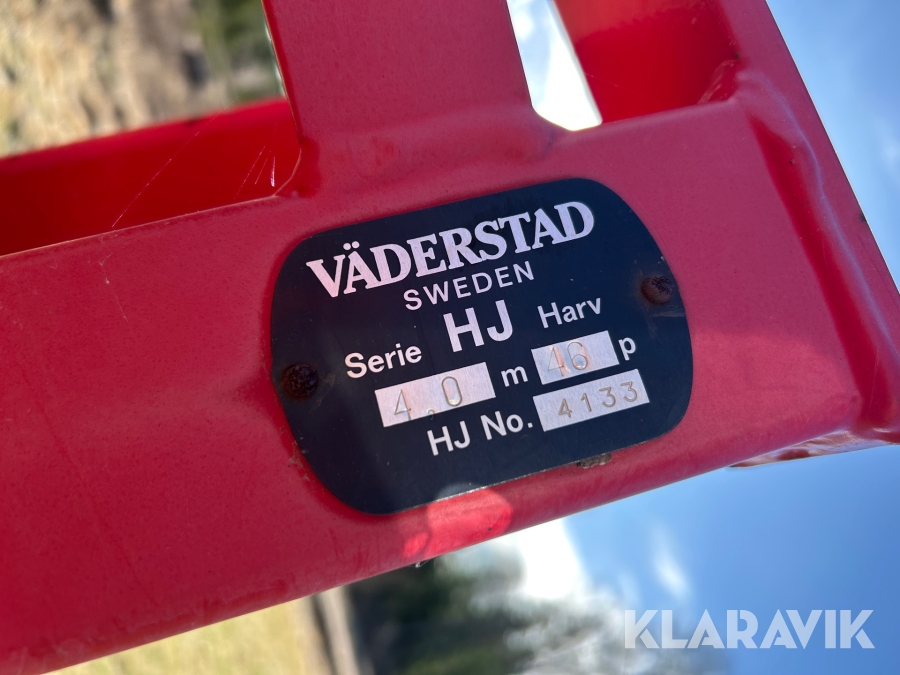 VÄDERSTAD
SWEDEN
Serie HJ Harv
4,0 m 46 p
HJ No. 4133
KLARAVIK